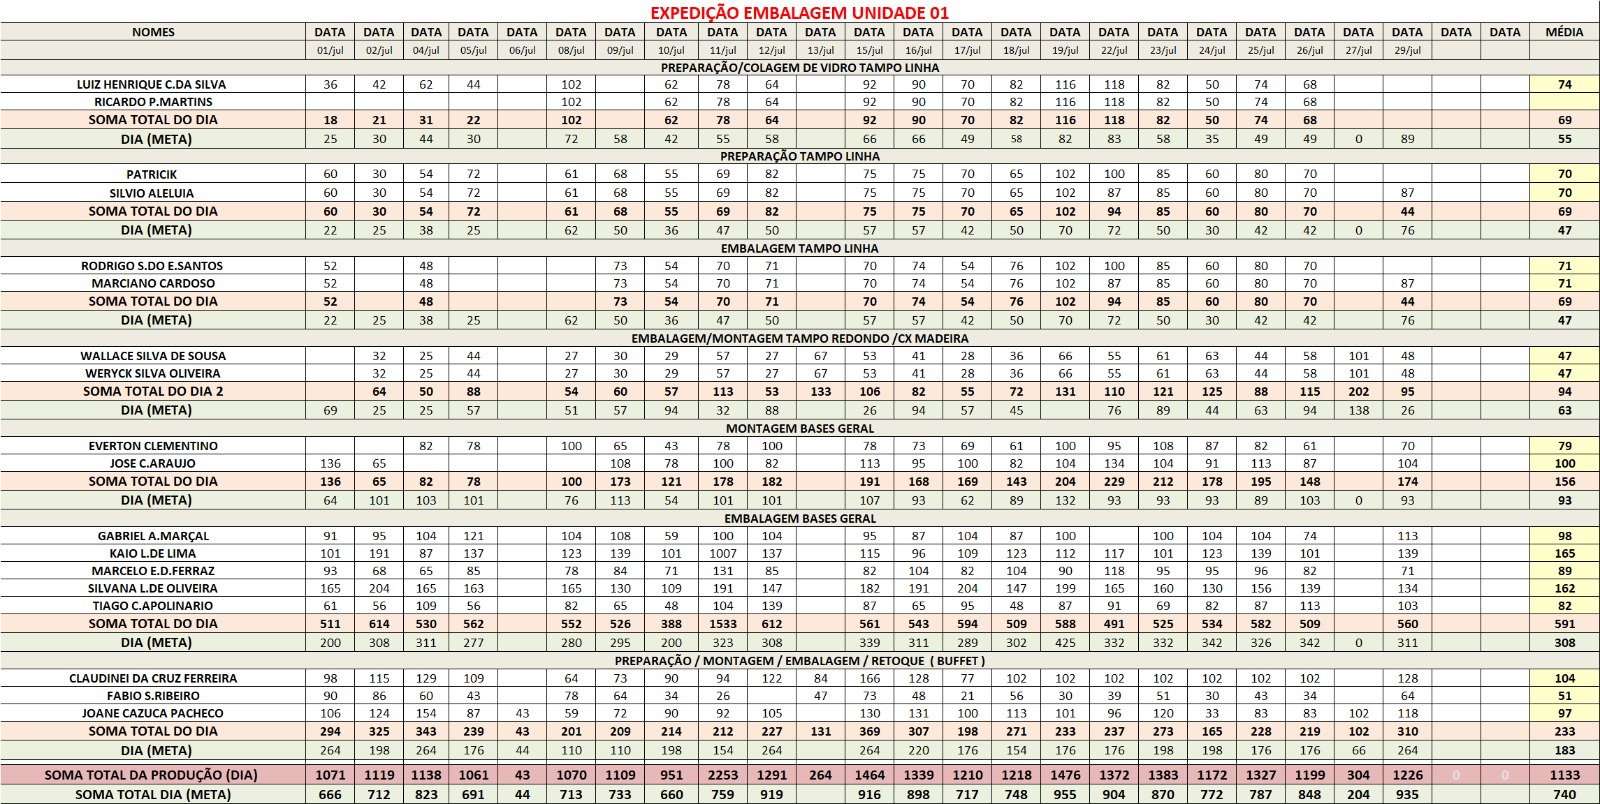 EXPEDIÇÃO EMBALAGEM UNIDADE 01
NOMES DATA DATA DATA DATA DATA DATA DATA DATA DATA DATA DATA DATA DATA DATA DATA DATA DATA DATA DATA DATA DATA DATA DATA DATA DATA MÉDIA
01/jul 02/jul 04/jul 05/jul 06/jul 08/jul 09/jul 10/jul 11/jul 12/jul 13/jul 15/jul 16/jul 17/jul 18/jul 19/jul 22/jul 23/jul 24/jul 25/jul 26/jul 27/jul 29/jul
PREPARAÇÃO/COLAGEM DE VIDRO TAMPO LINHA
LUIZ HENRIQUE C.DA SILVA 36 42 62 44 102 62 78 64 92 90 70 82 116 118 82 50 74 68 74
RICARDO P.MARTINS 102 62 78 64 92 90 70 82 116 118 82 50 74 68
SOMA TOTAL DO DIA 18 21 31 22 102 62 78 64 92 90 70 82 116 118 82 50 74 68 69
DIA (META) 25 30 44 30 72 58 42 55 58 66 66 49 58 82 83 58 35 49 49 0 89 55
PREPARAÇÃO TAMPO LINHA
PATRICIK 60 30 54 72 61 68 55 69 82 75 75 70 65 102 100 85 60 80 70 70
SILVIO ALELUIA 60 30 54 72 61 68 55 69 82 75 75 70 65 102 87 85 60 80 70 87 70
SOMA TOTAL DO DIA 60 30 54 72 61 68 55 69 82 75 75 70 65 102 94 85 60 80 70 44 69
DIA (META) 22 25 38 25 62 50 36 47 50 57 57 42 50 70 72 50 30 42 42 0 76 47
EMBALAGEM TAMPO LINHA
RODRIGO S.DO E.SANTOS 52 48 73 54 70 71 70 74 54 76 102 100 85 60 80 70 71
MARCIANO CARDOSO 52 48 73 54 70 71 70 74 54 76 102 87 85 60 80 70 87 71
SOMA TOTAL DO DIA 52 48 73 54 70 71 70 74 54 76 102 94 85 60 80 70 44 69
DIA (META) 22 25 38 25 62 50 36 47 50 57 57 42 50 70 72 50 30 42 42 76 47
EMBALAGEM/MONTAGEM TAMPO REDONDO /CX MADEIRA
WALLACE SILVA DE SOUSA 32 25 44 27 30 29 57 27 67 53 41 28 36 66 55 61 63 44 58 101 48 47
WERYCK SILVA OLIVEIRA 32 25 44 27 30 29 57 27 67 53 41 28 36 66 55 61 63 44 58 101 48 47
SOMA TOTAL DO DIA 2 64 50 88 54 60 57 113 53 133 106 82 55 72 131 110 121 125 88 115 202 95 94
DIA (META) 69 25 25 57 51 57 94 32 88 26 94 57 45 76 89 44 63 94 138 26 63
MONTAGEM BASES GERAL
EVERTON CLEMENTINO 82 78 100 65 43 78 100 78 73 69 61 100 95 108 87 82 61 70 79
JOSE C.ARAUJO 136 65 108 78 100 82 113 95 100 82 104 134 104 91 113 87 104 100
SOMA TOTAL DO DIA 136 65 82 78 100 173 121 178 182 191 168 169 143 204 229 212 178 195 148 174 156
DIA (META) 64 101 103 101 76 113 54 101 101 107 93 62 89 132 93 93 93 89 103 0 93 93
EMBALAGEM BASES GERAL
GABRIEL A.MARÇAL 91 95 104 121 104 108 59 100 104 95 87 104 87 100 100 104 104 74 113 98
KAIO L.DE LIMA 101 191 87 137 123 139 101 1007 137 115 96 109 123 112 117 101 123 139 101 139 165
MARCELO E.D.FERRAZ 93 68 65 85 78 84 71 131 85 82 104 82 104 90 118 95 95 96 82 71 89
SILVANA L.DE OLIVEIRA 165 204 165 163 165 130 109 191 147 182 191 204 147 199 165 160 130 156 139 134 162
TIAGO C.APOLINARIO 61 56 109 56 82 65 48 104 139 87 65 95 48 87 91 69 82 87 113 103 82
SOMA TOTAL DO DIA 511 614 530 562 552 526 388 1533 612 561 543 594 509 588 491 525 534 582 509 560 591
DIA (META) 200 308 311 277 280 295 200 323 308 339 311 289 302 425 332 332 342 326 342 0 311 308
PREPARAÇÃO / MONTAGEM / EMBALAGEM / RETOQUE ( BUFFET )
CLAUDINEI DA CRUZ FERREIRA 98 115 129 109 64 73 90 94 122 84 166 128 77 102 102 102 102 102 102 102 128 104
FABIO S.RIBEIRO 90 86 60 43 78 64 34 26 47 73 48 21 56 30 39 51 30 43 34 64 51
JOANE CAZUCA PACHECO 106 124 154 87 43 59 72 90 92 105 130 131 100 113 101 96 120 33 83 83 102 118 97
SOMA TOTAL DO DIA 294 325 343 239 43 201 209 214 212 227 131 369 307 198 271 233 237 273 165 228 219 102 310 233
DIA (META) 264 198 264 176 44 110 110 198 154 264 264 220 176 154 176 176 176 176 176 176 66 264 183
SOMA TOTAL DA PRODUÇÃO (DIA) 1071 1119 1138 1061 43 1070 1109 951 2253 1291 264 1464 1339 1210 1218 1476 1372 1383 1172 1327 1199 304 1226 0 0 1133
SOMA TOTAL DIA (META) 666 712 823 691 44 713 733 660 759 919 916 898 717 748 955 904 870 772 787 848 204 935 740